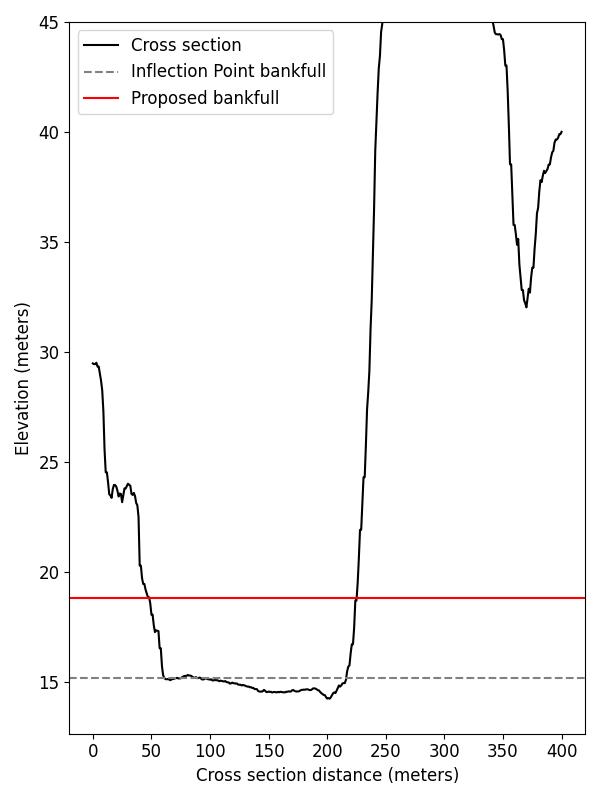 Cross section
Inflection Point bankfull
Proposed bankfull
45
40
35
30
25
20
15
Elevation (meters)
0 50 100 150 200 250 300 350 400
Cross section distance (meters)